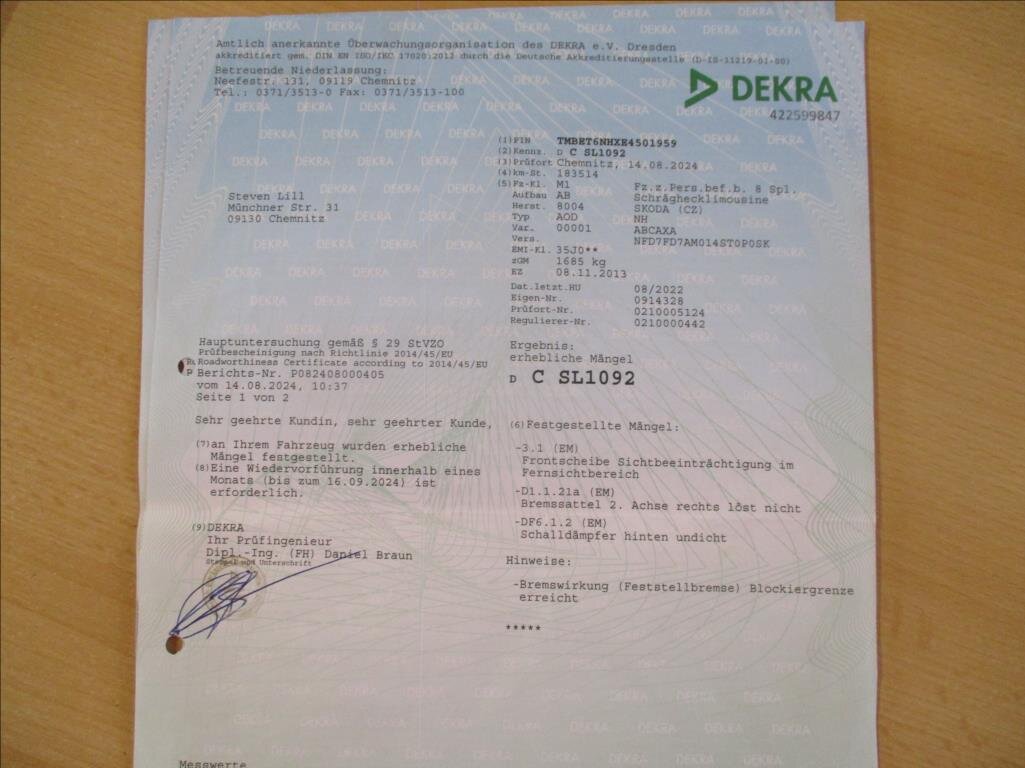 Amtlich anerkannte Überwachungsorganisation des DEKRA e.V. Dresden
akkreditiert gem. DIN EN ISO/IEC 17020:2012 durch die Deutsche Akkreditierungsstelle (D-IS-11219-01-00)
Betreuende Niederlassung:
Neefestr. 131, 09119 Chemnitz
Tel.: 0371/3513-0 Fax: 0371/3513-100
DEKRA
422599847
(1) FIN TMBET6NHXE4501959
(2) Kennz. D C SL1092
(3) Prüfort Chemnitz, 14.08.2024
(4) km-St. 183514
(5) Fz-Kl. M1 Fz.z.Pers.bef.b. 8 Spl.
Aufbau AB Schräghecklimousine
Herst. 8004 SKODA (CZ)
Typ AOD NH
Var. 00001 ABCAXA
Vers. NFD7FD7AM014ST0P0SK
EMI-Kl. 35J0**
zGM 1685 kg
EZ 08.11.2013
Dat.letzt.HU 08/2022
Eigen-Nr. 0914328
Prüfort-Nr. 0210005124
Regulierer-Nr. 0210000442
Steven Lill
Münchner Str. 31
09130 Chemnitz
Hauptuntersuchung gemäß § 29 StVZO
Prüfbescheinigung nach Richtlinie 2014/45/EU
Roadworthiness Certificate according to 2014/45/EU
Berichts-Nr. P082408000405
vom 14.08.2024, 10:37
Seite 1 von 2
Ergebnis:
erhebliche Mängel
D C SL1092
Sehr geehrte Kundin, sehr geehrter Kunde,
(7) an Ihrem Fahrzeug wurden erhebliche
Mängel festgestellt.
(8) Eine Wiedervorführung innerhalb eines
Monats (bis zum 16.09.2024) ist
erforderlich.
(9) DEKRA
Ihr Prüfingenieur
Dipl.-Ing. (FH) Daniel Braun
Stempel und Unterschrift
(6) Festgestellte Mängel:
-3.1 (EM)
Frontscheibe Sichtbeeinträchtigung im
Fernsichtbereich
-D1.1.21a (EM)
Bremssattel 2. Achse rechts löst nicht
-DF6.1.2 (EM)
Schalldämpfer hinten undicht
Hinweise:
-Bremswirkung (Feststellbremse) Blockiergrenze
erreicht
*****
Messwerte